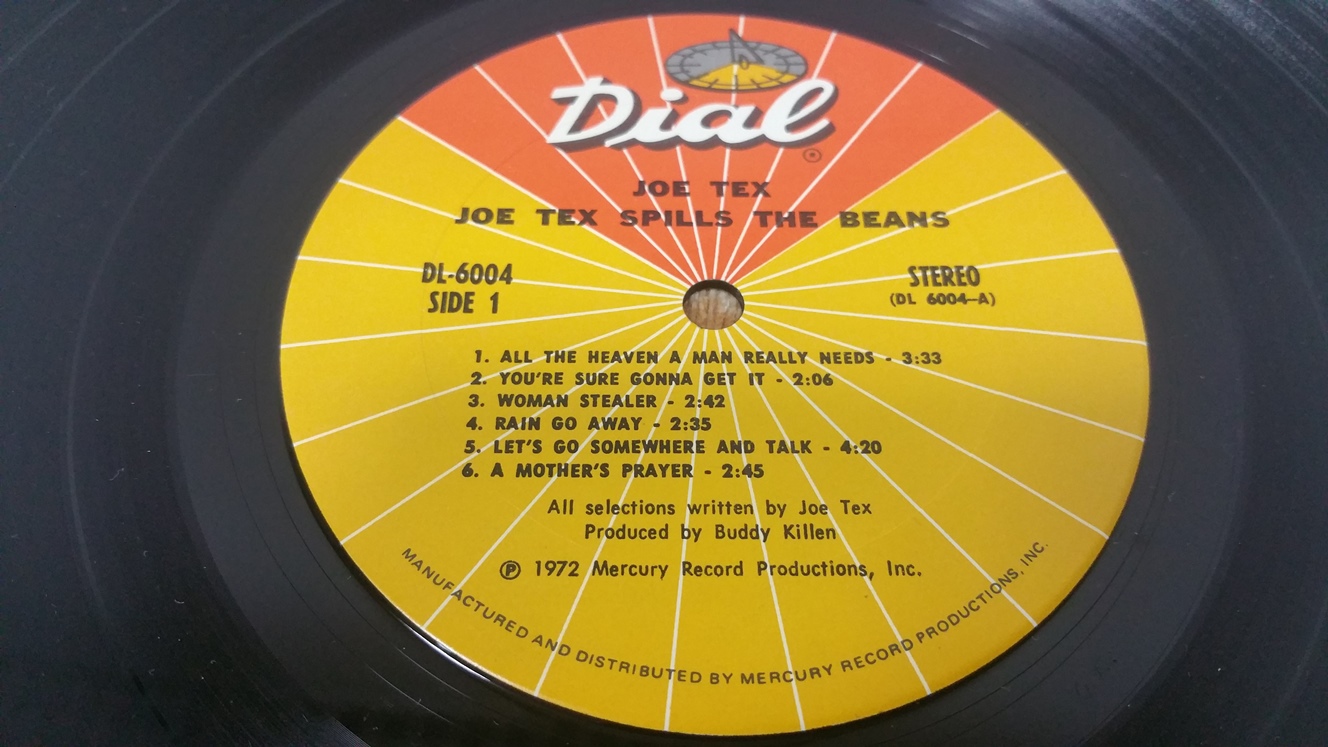 Dial
®
JOE TEX
JOE TEX SPILLS THE BEANS
DL-6004
SIDE 1
STEREO
(DL 6004-A)
1. ALL THE HEAVEN A MAN REALLY NEEDS - 3:33
2. YOU'RE SURE GONNA GET IT - 2:06
3. WOMAN STEALER - 2:42
4. RAIN GO AWAY - 2:35
5. LET'S GO SOMEWHERE AND TALK - 4:20
6. A MOTHER'S PRAYER - 2:45
All selections written by Joe Tex
Produced by Buddy Killen
℗ 1972 Mercury Record Productions, Inc.
MANUFACTURED AND DISTRIBUTED BY MERCURY RECORD PRODUCTIONS, INC.